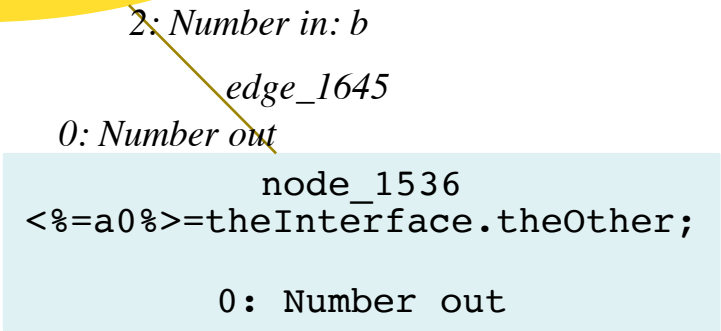 2: Number in: b
edge_1645
0: Number out
node_1536
<%=a0%>=theInterface.theOther;
0: Number out